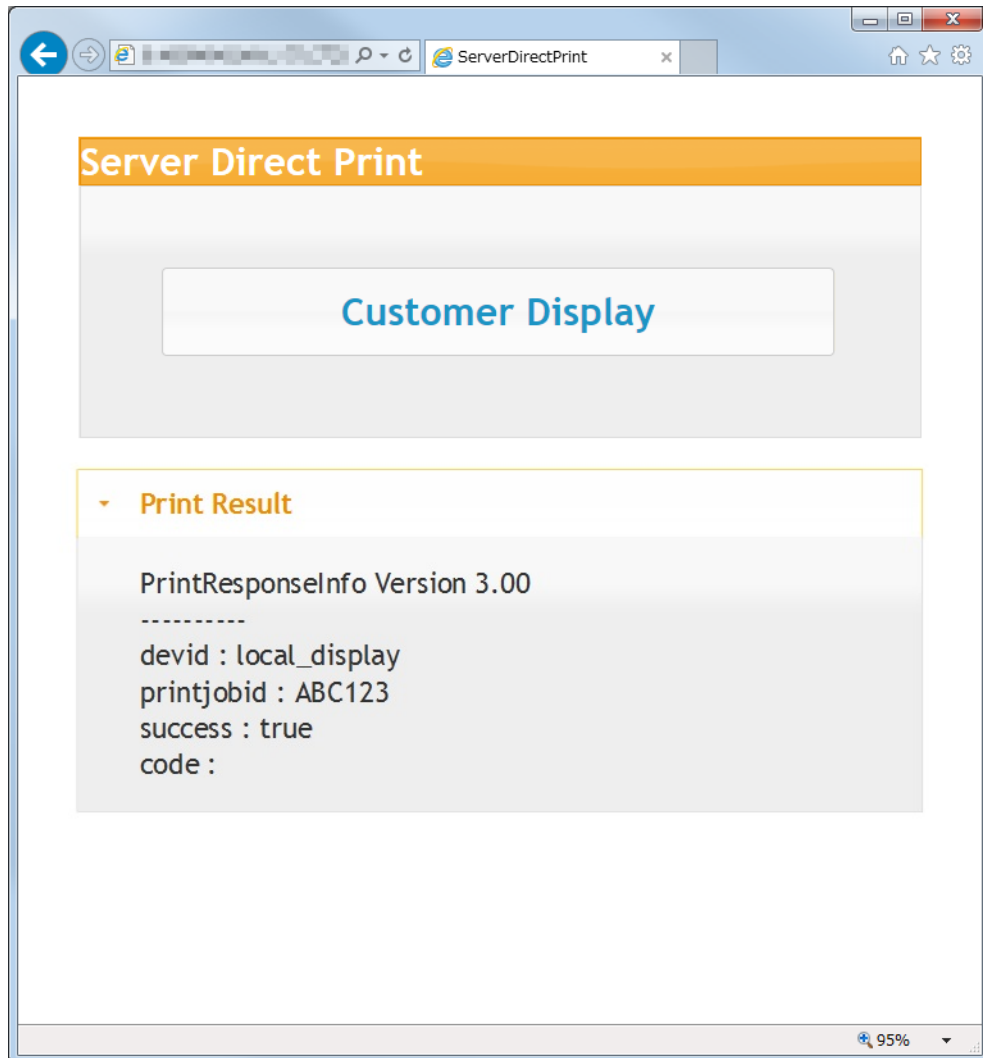 ServerDirectPrint
Server Direct Print
Customer Display
Print Result
PrintResponseInfo Version 3.00
----------
devid : local_display
printjobid : ABC123
success : true
code :
95%